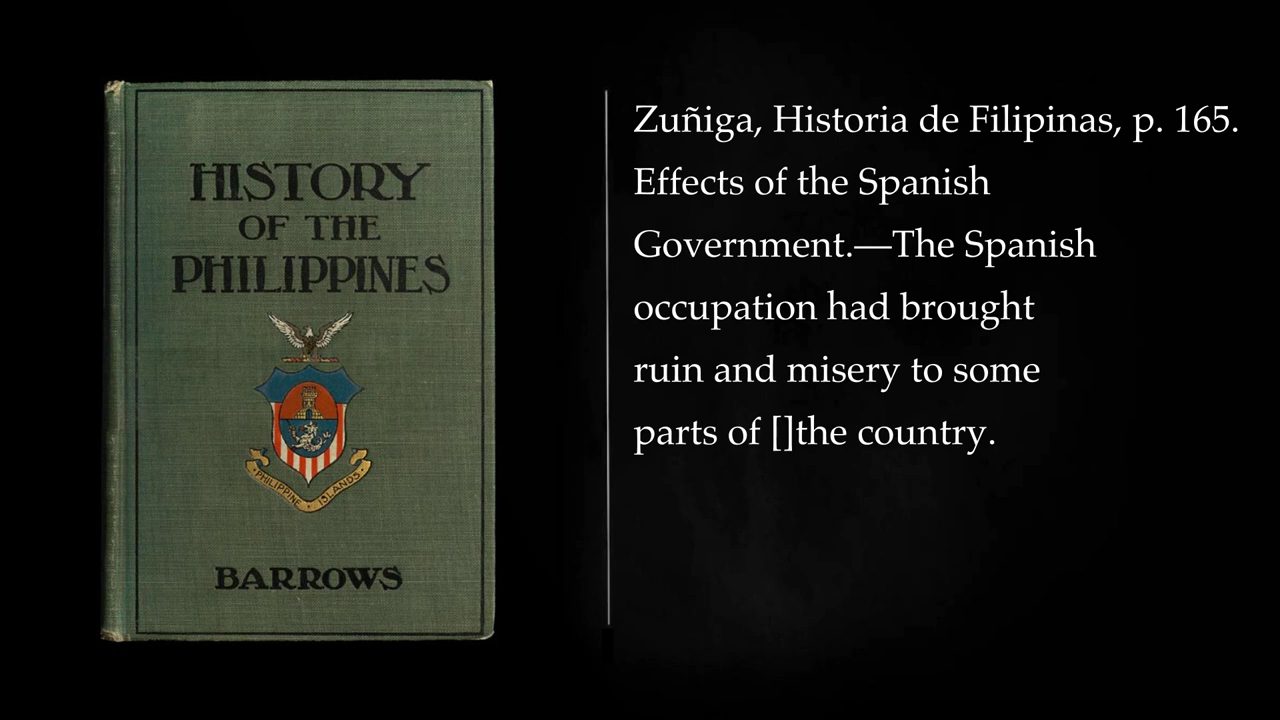 HISTORY
OF THE
PHILIPPINES
PHILIPPINE ISLANDS
BARROWS
Zuñiga, Historia de Filipinas, p. 165.
Effects of the Spanish
Government.—The Spanish
occupation had brought
ruin and misery to some
parts of []the country.